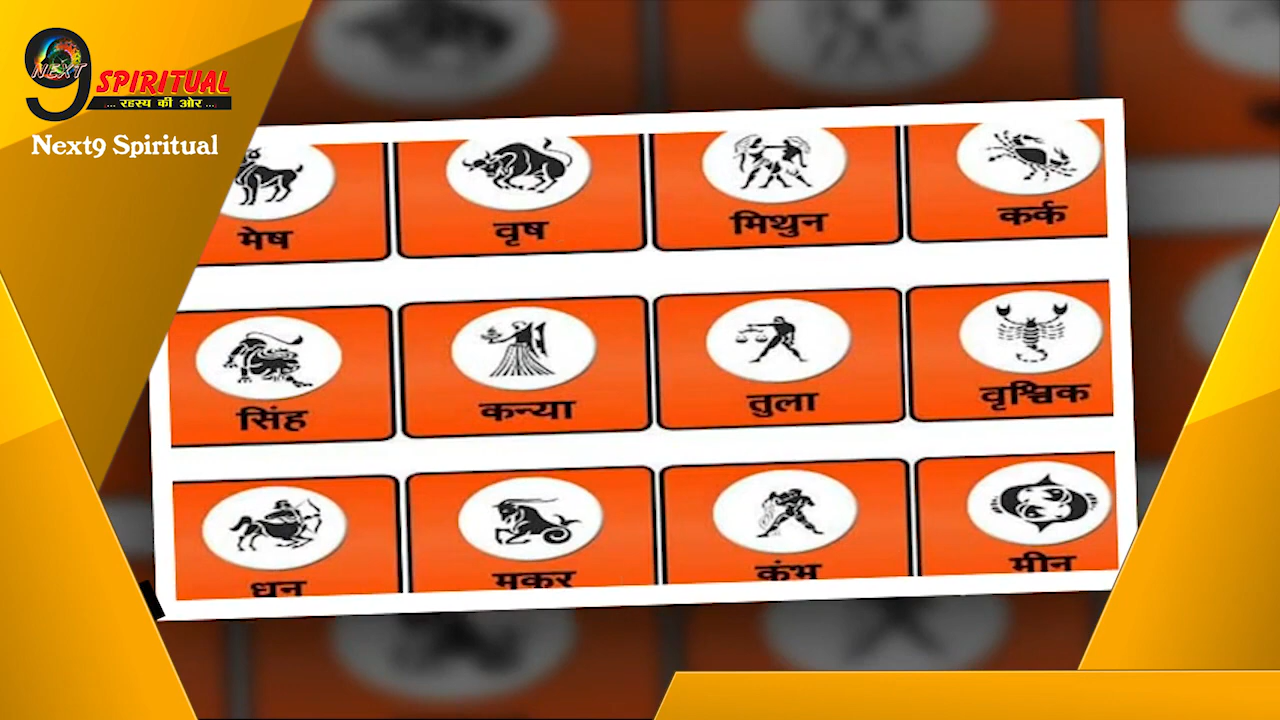 NEXT
9
SPIRITUAL
... रहस्य की ओर ...
Next9 Spiritual
मेष वृष मिथुन कर्क
सिंह कन्या तुला वृश्चिक
धन मकर कंभ मीन